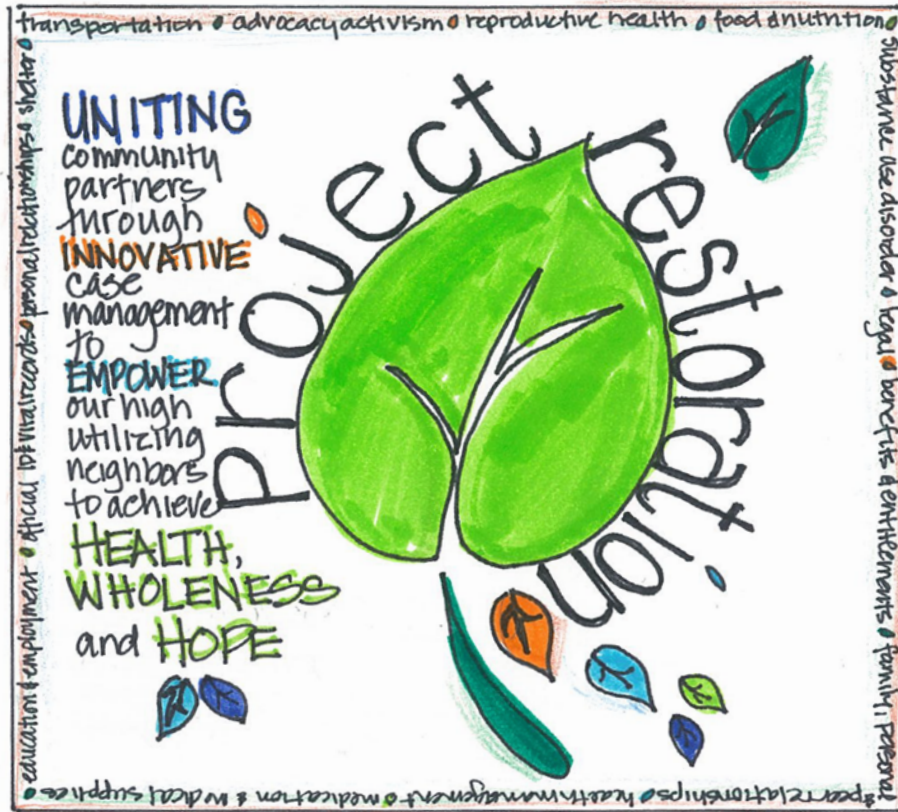 transportation • advocacy activism • reproductive health • food & nutrition •
substance use disorder • legal • benefits & entitlements • family, personal
& peer relationships • health management • medication & medical supplies •
education & employment • official ID & vital records • personal relationships • shelter •
UNITING
community
partners
through
INNOVATIVE
case
management
to
EMPOWER
our high
utilizing
neighbors
to achieve
HEALTH,
WHOLENESS
and HOPE
Project restoration